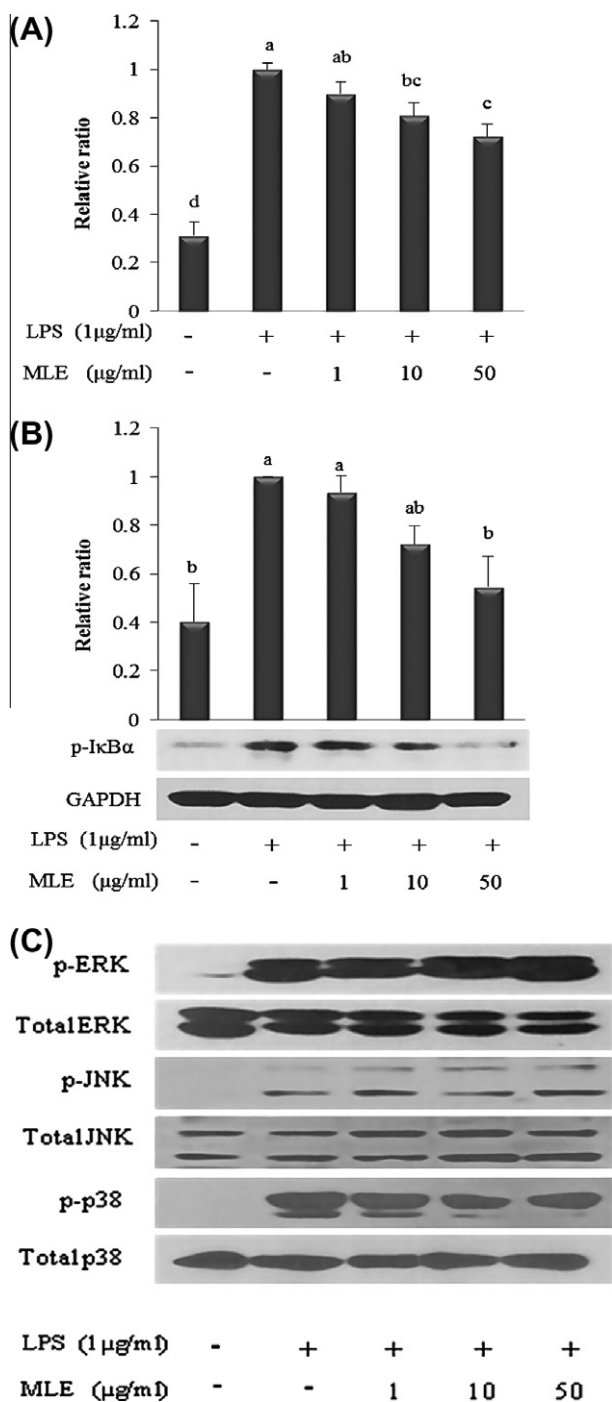 (A)
1.2
a
ab
1
bc
c
0.8
Relative ratio
0.6
d
0.4
0.2
0
LPS (1μg/ml) - + + + +
MLE (μg/ml) - - 1 10 50
(B)
1.2
a
a
1
ab
0.8
b
Relative ratio
0.6
b
0.4
0.2
0
p-IκBα
GAPDH
LPS (1μg/ml) - + + + +
MLE (μg/ml) - - 1 10 50
(C)
p-ERK
Total ERK
p-JNK
Total JNK
p-p38
Total p38
LPS (1μg/ml) - + + + +
MLE (μg/ml) - - 1 10 50